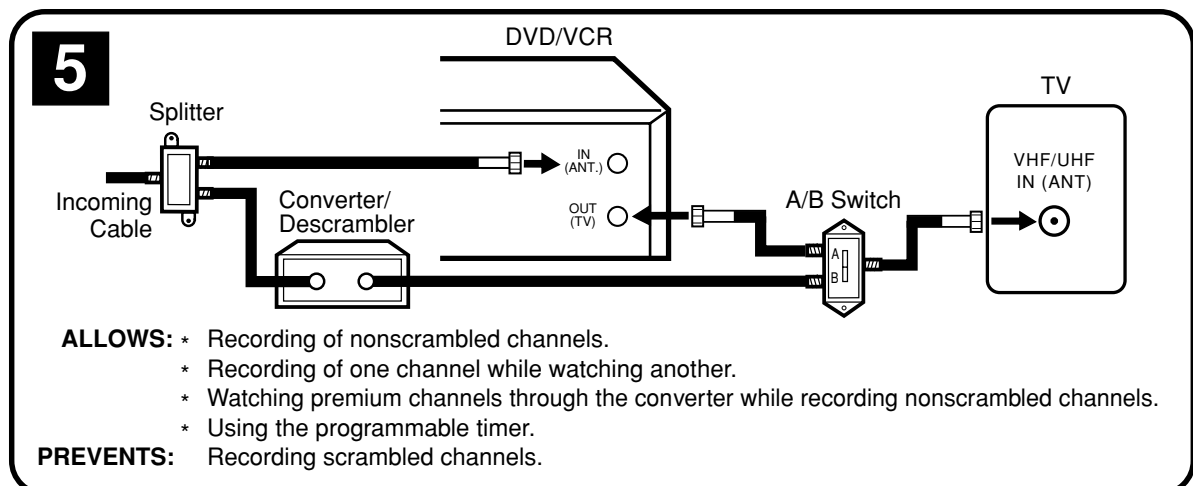 5
DVD/VCR
TV
Splitter
IN
(ANT.)
VHF/UHF
IN (ANT)
Incoming
Cable
Converter/
Descrambler
OUT
(TV)
A/B Switch
A
B
ALLOWS: * Recording of nonscrambled channels.
* Recording of one channel while watching another.
* Watching premium channels through the converter while recording nonscrambled channels.
* Using the programmable timer.
PREVENTS: Recording scrambled channels.